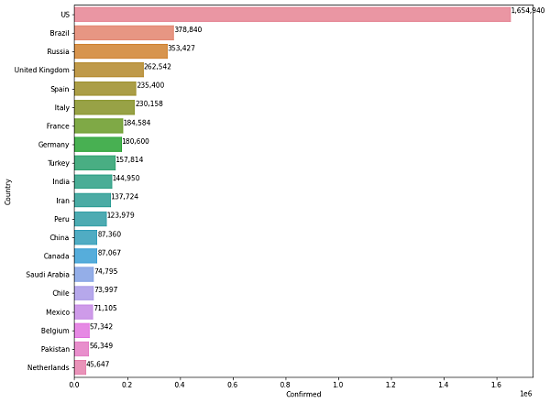 US 1,654,940
Brazil 378,840
Russia 353,427
United Kingdom 262,542
Spain 235,400
Italy 230,158
France 184,584
Germany 180,600
Turkey 157,814
India 144,950
Iran 137,724
Peru 123,979
China 87,360
Canada 87,067
Saudi Arabia 74,795
Chile 73,997
Mexico 71,105
Belgium 57,342
Pakistan 56,349
Netherlands 45,647
Country
0.0 0.2 0.4 0.6 0.8 1.0 1.2 1.4 1.6
1e6
Confirmed